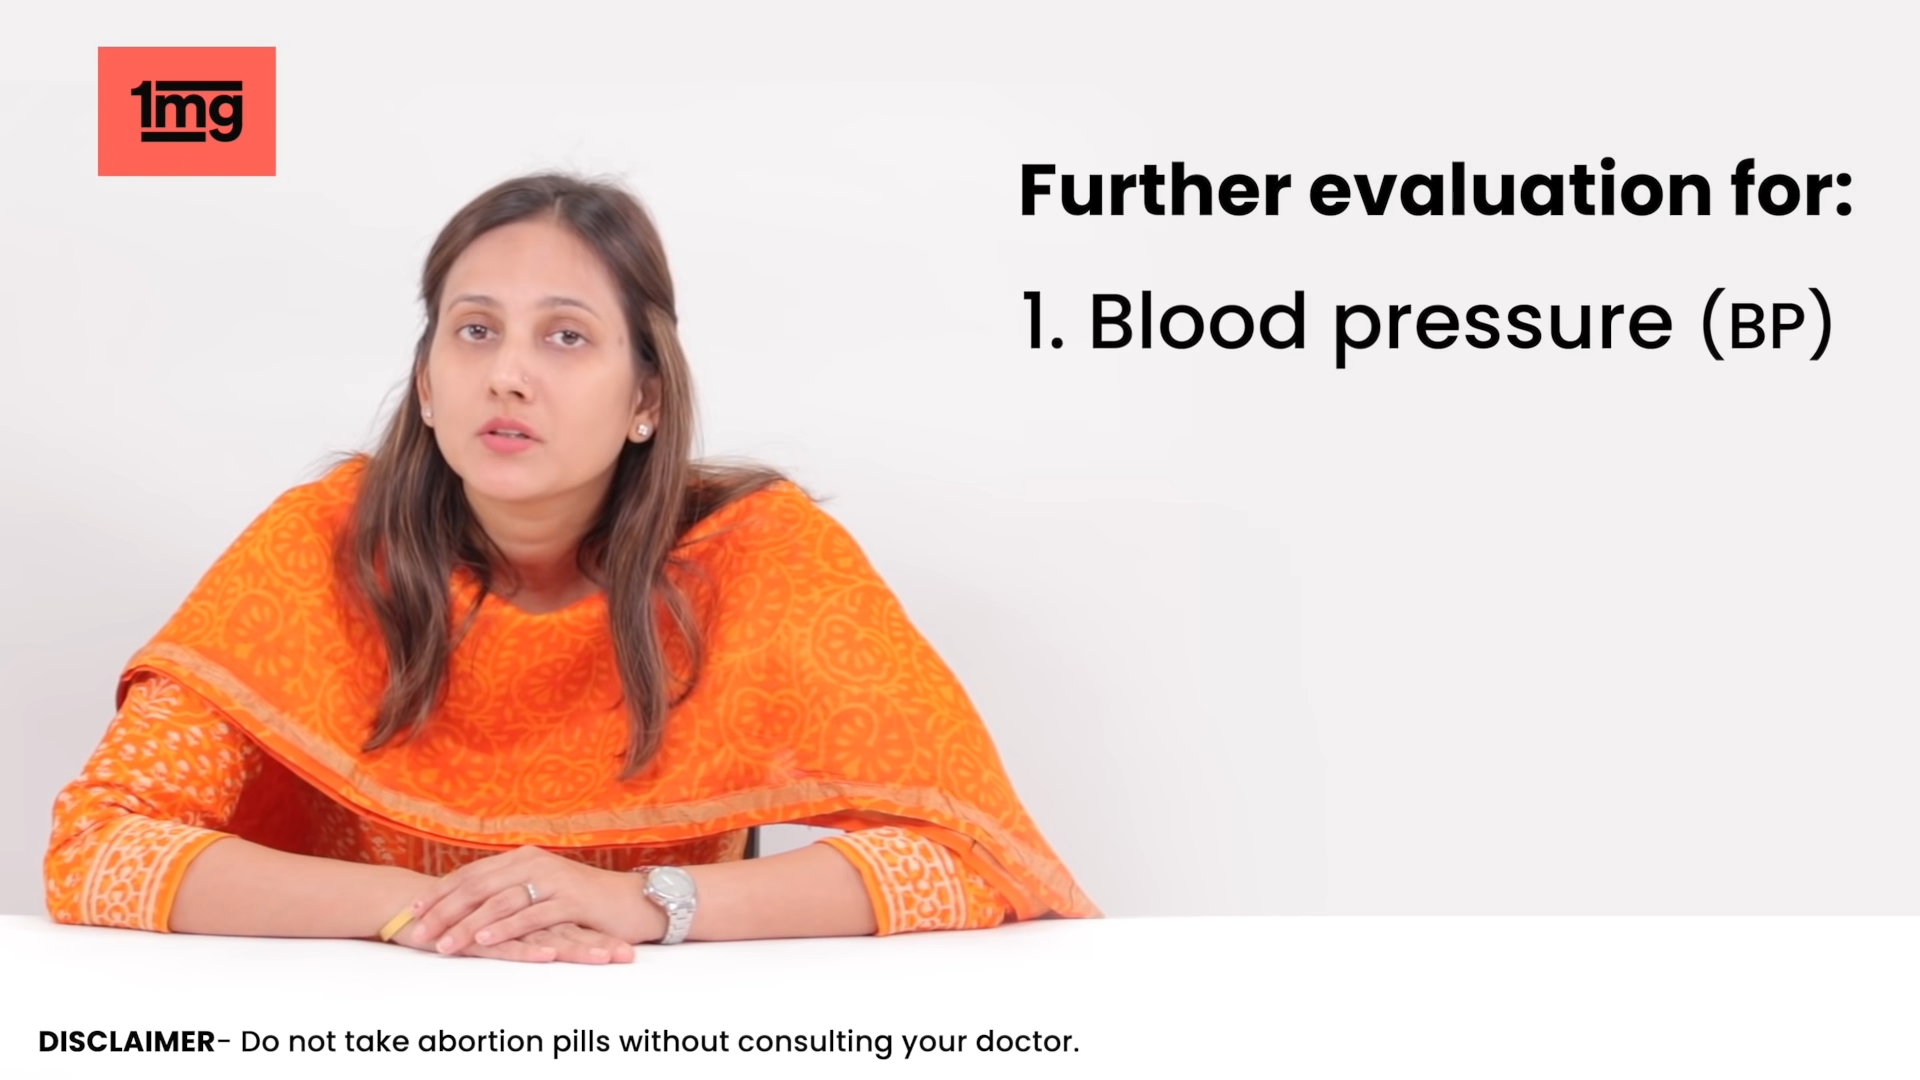 1mg
Further evaluation for:
1. Blood pressure (BP)
DISCLAIMER- Do not take abortion pills without consulting your doctor.